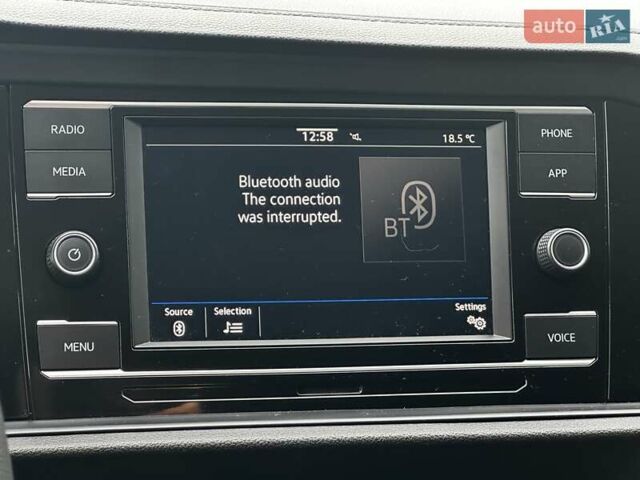 auto RIA.com
RADIO
MEDIA
MENU
12:58
18.5 °C
Bluetooth audio
The connection
was interrupted.
BT
Source
Selection
Settings
PHONE
APP
VOICE